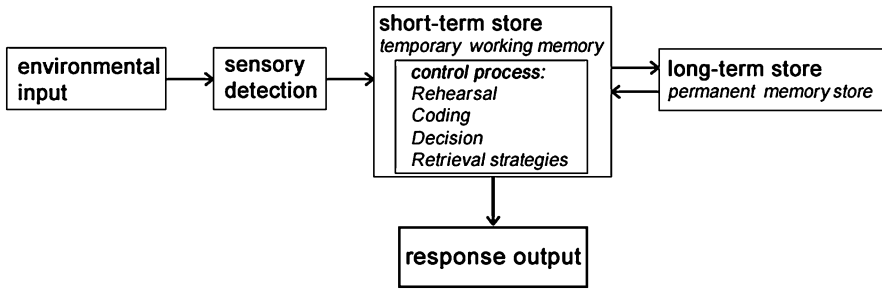 environmental
input
sensory
detection
short-term store
temporary working memory
control process:
Rehearsal
Coding
Decision
Retrieval strategies
long-term store
permanent memory store
response output